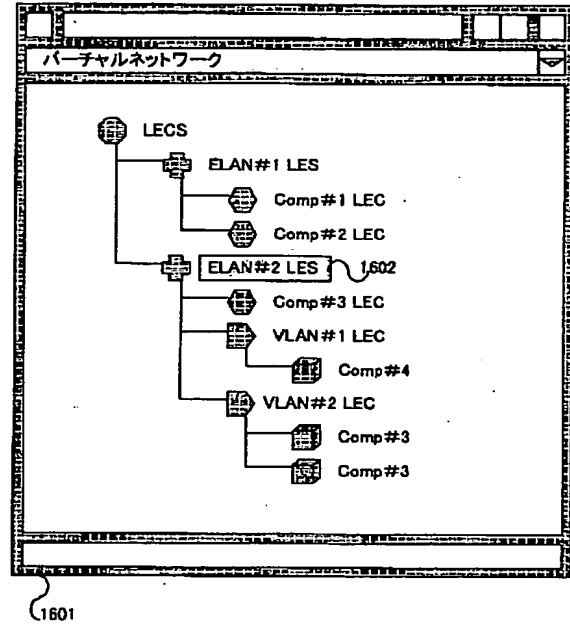 バーチャルネットワーク
LECS
ELAN#1 LES
Comp#1 LEC
Comp#2 LEC
ELAN#2 LES 1602
Comp#3 LEC
VLAN#1 LEC
Comp#4
VLAN#2 LEC
Comp#3
Comp#3
1601